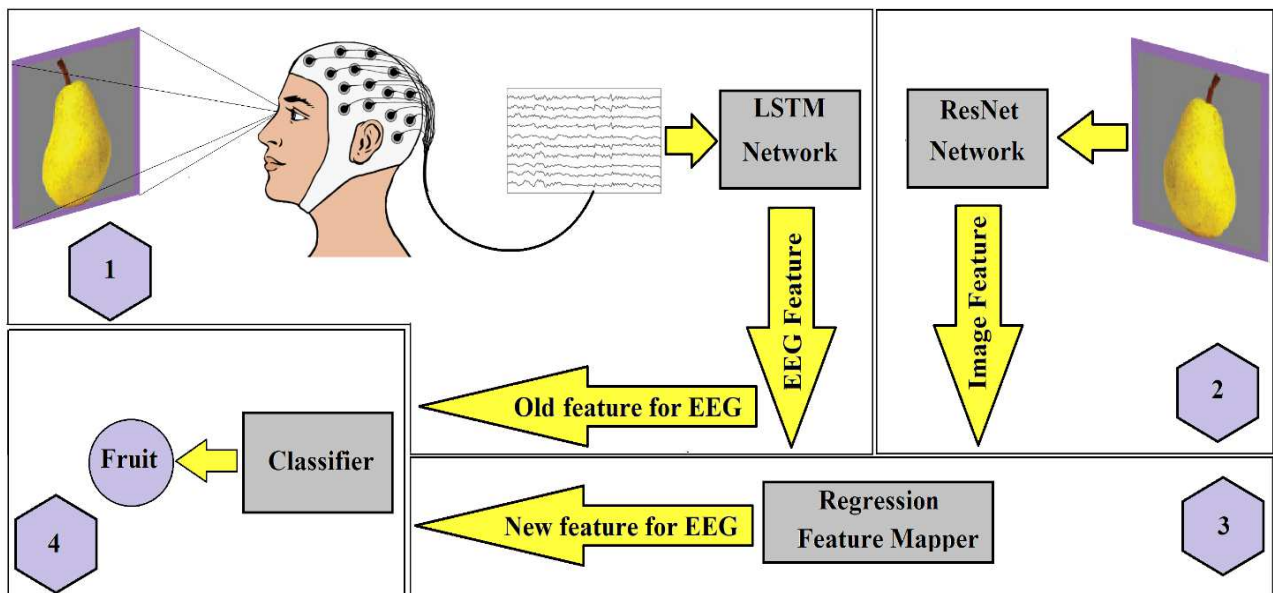 LSTM
Network
ResNet
Network
1
EEG Feature
Image Feature
2
Old feature for EEG
Fruit
Classifier
4
New feature for EEG
Regression
Feature Mapper
3